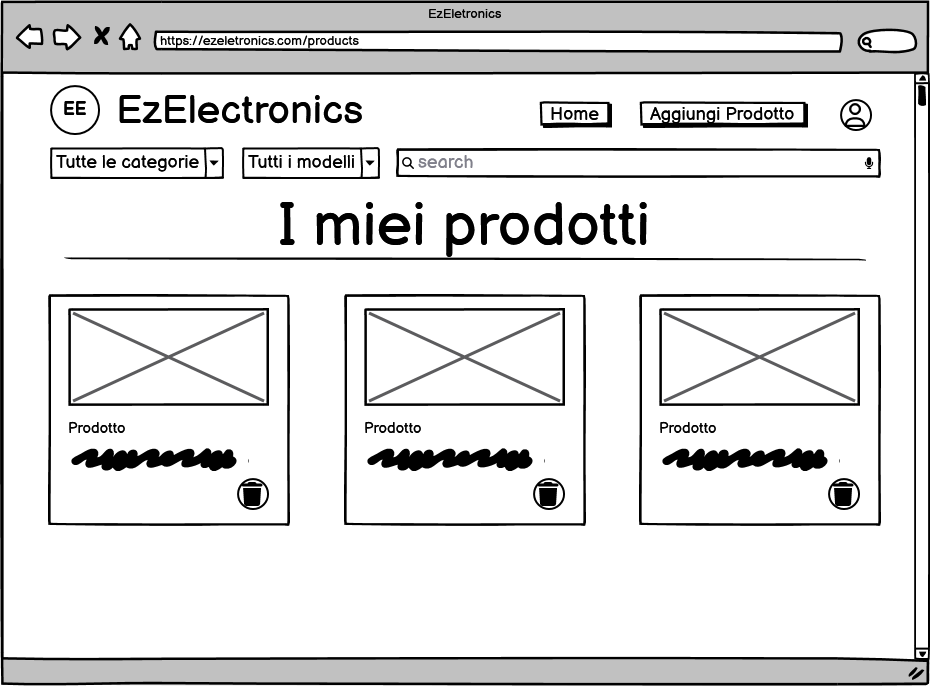 EzEletronics
https://ezeletronics.com/products
EE EzElectronics Home Aggiungi Prodotto
Tutte le categorie Tutti i modelli search
I miei prodotti
Prodotto Prodotto Prodotto